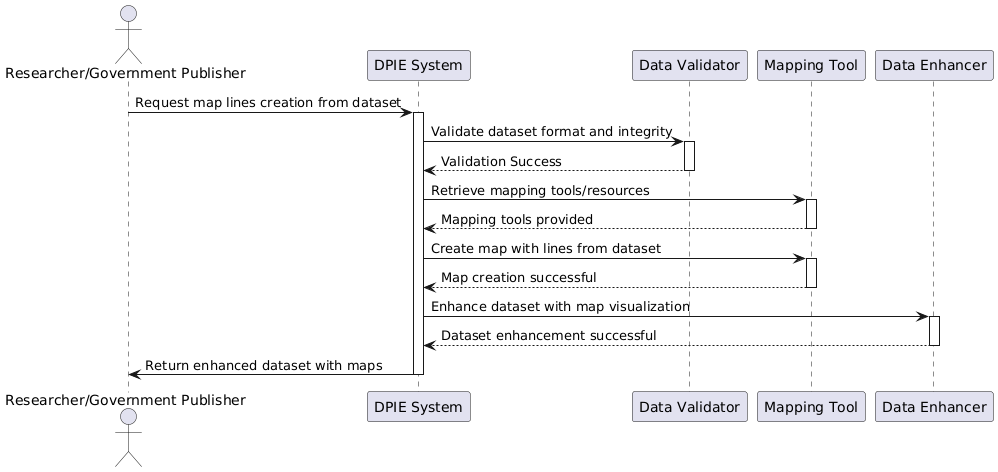 Researcher/Government Publisher
DPIE System
Data Validator
Mapping Tool
Data Enhancer
Request map lines creation from dataset
Validate dataset format and integrity
Validation Success
Retrieve mapping tools/resources
Mapping tools provided
Create map with lines from dataset
Map creation successful
Enhance dataset with map visualization
Dataset enhancement successful
Return enhanced dataset with maps
Researcher/Government Publisher
DPIE System
Data Validator
Mapping Tool
Data Enhancer